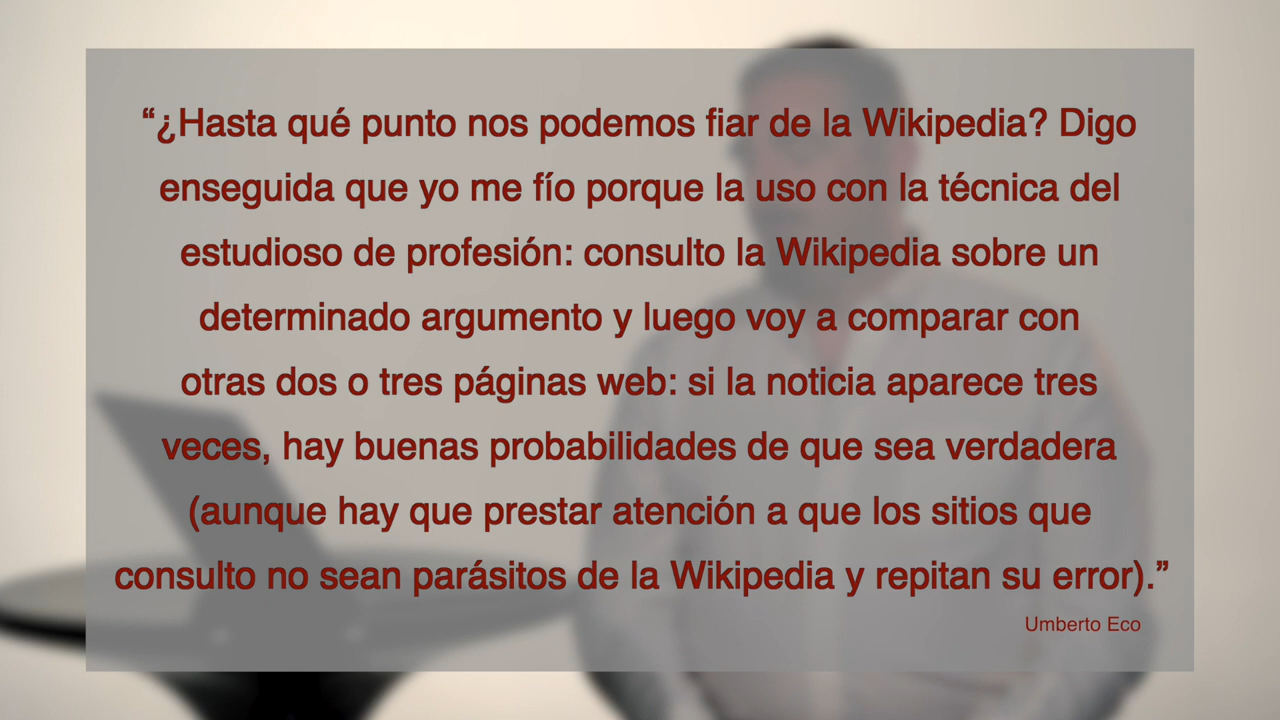 “¿Hasta qué punto nos podemos fiar de la Wikipedia? Digo
enseguida que yo me fío porque la uso con la técnica del
estudioso de profesión: consulto la Wikipedia sobre un
determinado argumento y luego voy a comparar con
otras dos o tres páginas web: si la noticia aparece tres
veces, hay buenas probabilidades de que sea verdadera
(aunque hay que prestar atención a que los sitios que
consulto no sean parásitos de la Wikipedia y repitan su error).”
Umberto Eco